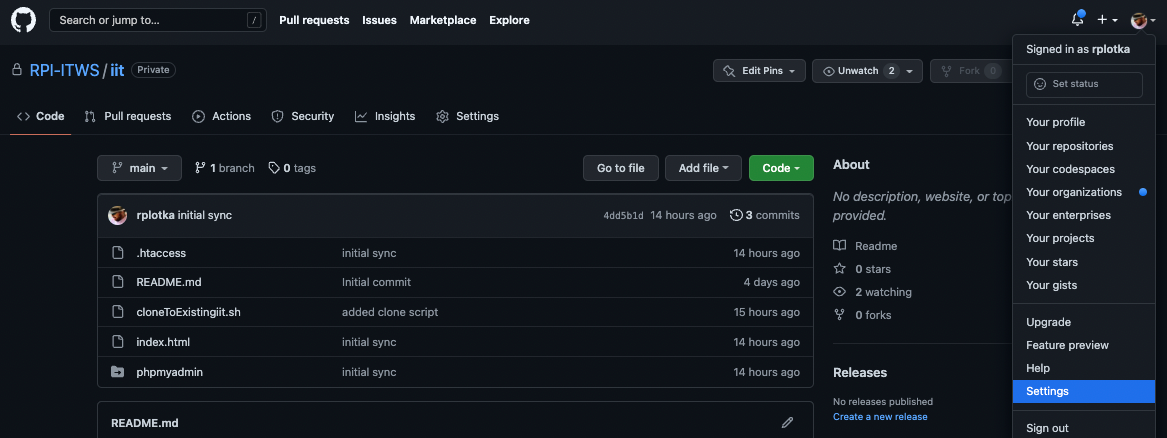 Search or jump to... /
Pull requests
Issues
Marketplace
Explore
RPI-ITWS / iit
Private
Edit Pins
Unwatch 2
Fork 0
Code
Pull requests
Actions
Security
Insights
Settings
main
1 branch
0 tags
Go to file
Add file
Code
rplotka initial sync 4dd5b1d 14 hours ago 3 commits
.htaccess initial sync 14 hours ago
README.md Initial commit 4 days ago
cloneToExistingiit.sh added clone script 15 hours ago
index.html initial sync 14 hours ago
phpmyadmin initial sync 14 hours ago
README.md
About
No description, website, or top
provided.
Readme
0 stars
2 watching
0 forks
Releases
No releases published
Create a new release
Signed in as rplotka
Set status
Your profile
Your repositories
Your codespaces
Your organizations
Your enterprises
Your projects
Your stars
Your gists
Upgrade
Feature preview
Help
Settings
Sign out